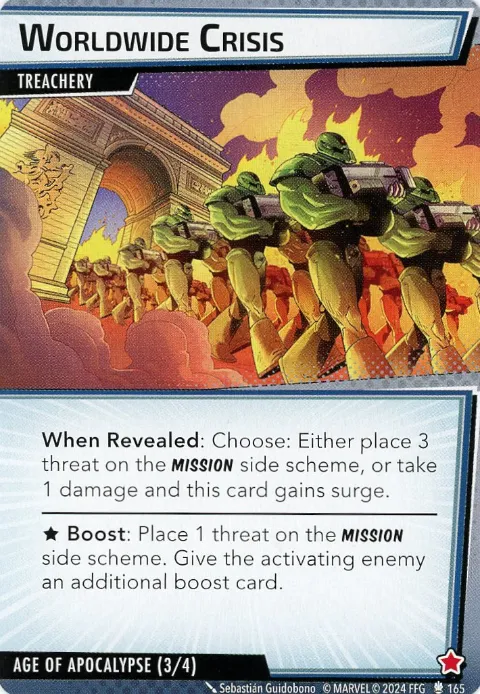 WORLDWIDE CRISIS
TREACHERY
When Revealed: Choose: Either place 3
threat on the MISSION side scheme, or take
1 damage and this card gains surge.
★ Boost: Place 1 threat on the MISSION
side scheme. Give the activating enemy
an additional boost card.
AGE OF APOCALYPSE (3/4)
Sebastián Guidobono © MARVEL © 2024 FFG 165